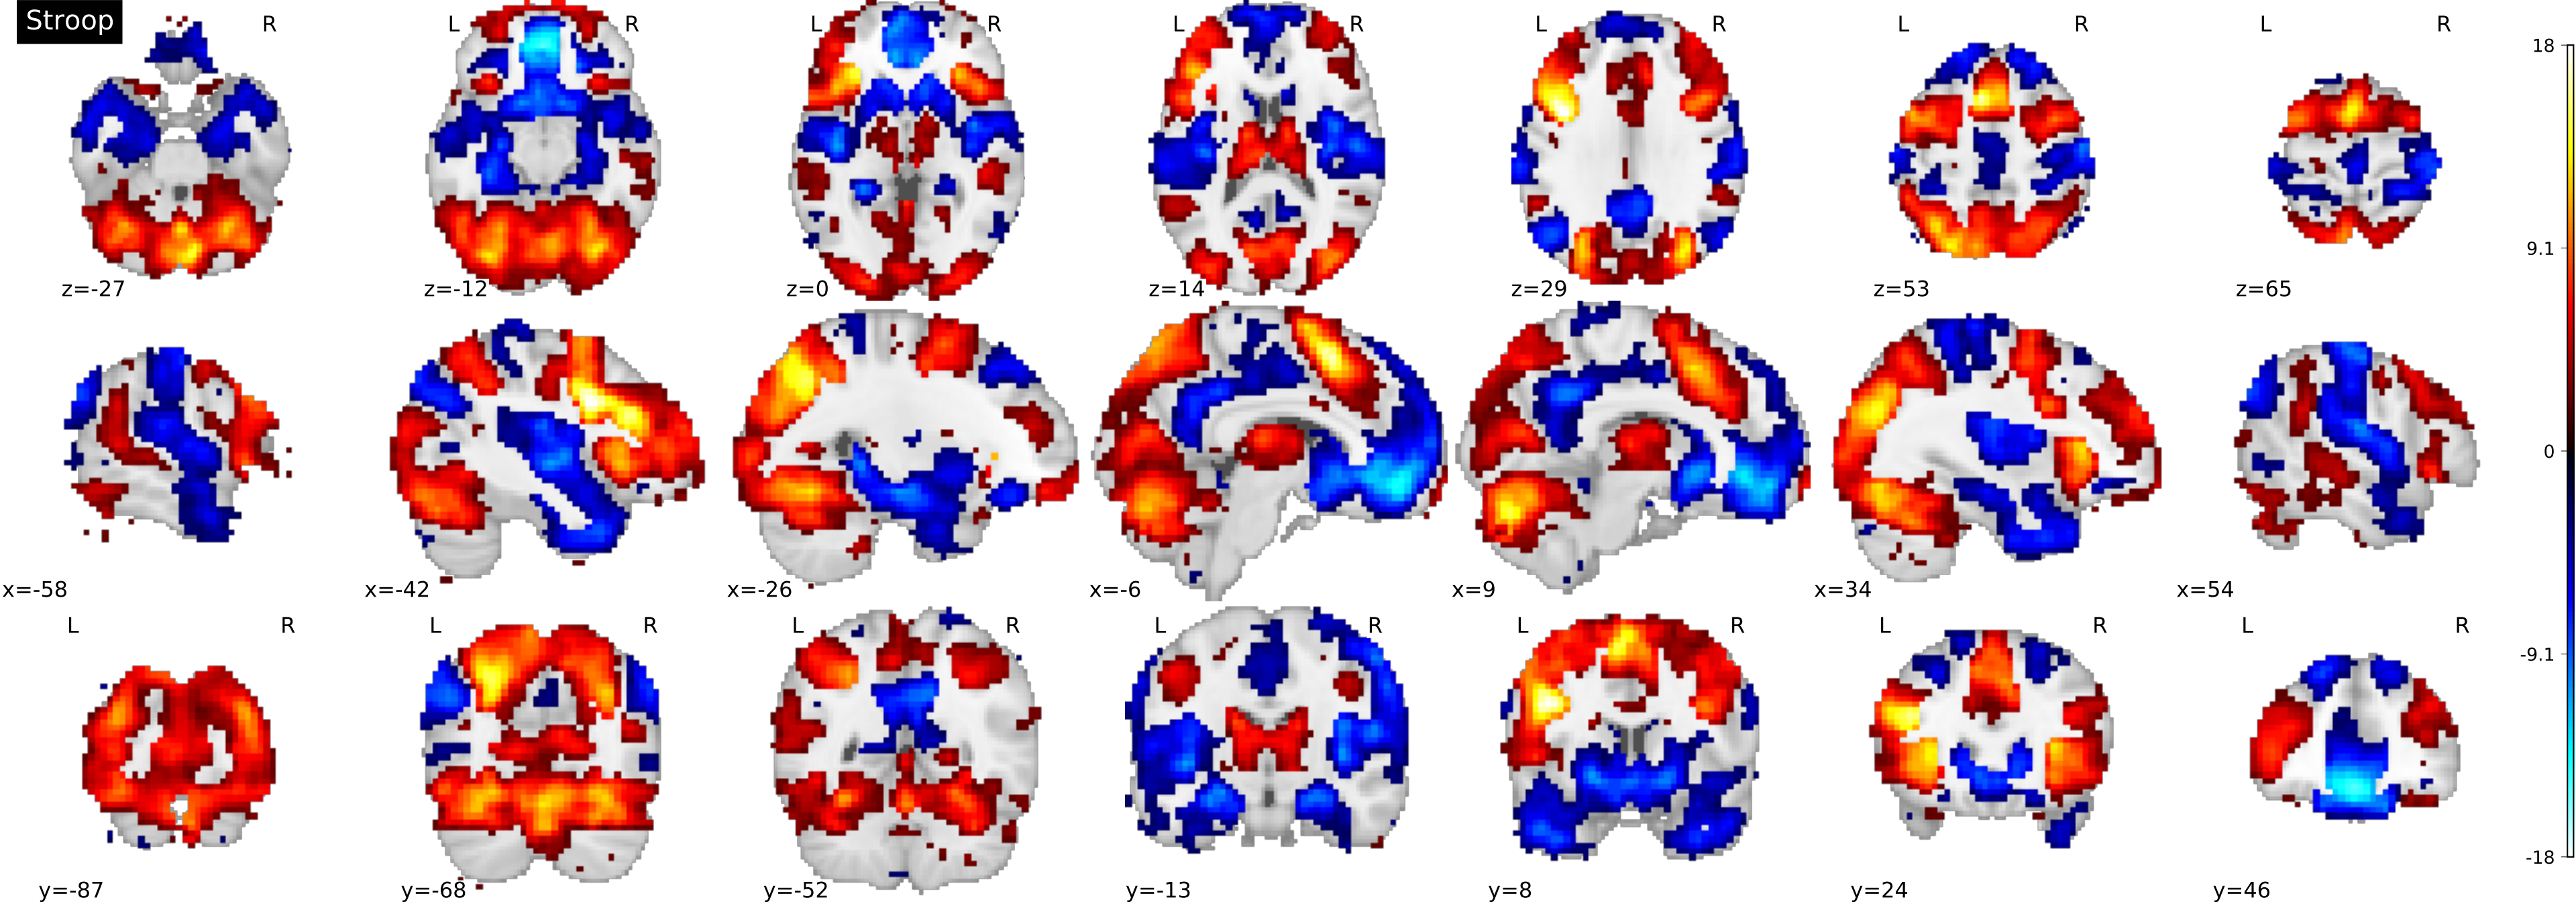 Stroop
R
L R
L R
L R
L R
L R
L R
18
9.1
0
-9.1
-18
z=-27
z=-12
z=0
z=14
z=29
z=53
z=65
x=-58
x=-42
x=-26
x=-6
x=9
x=34
x=54
L R
L R
L R
L R
L R
L R
L R
y=-87
y=-68
y=-52
y=-13
y=8
y=24
y=46